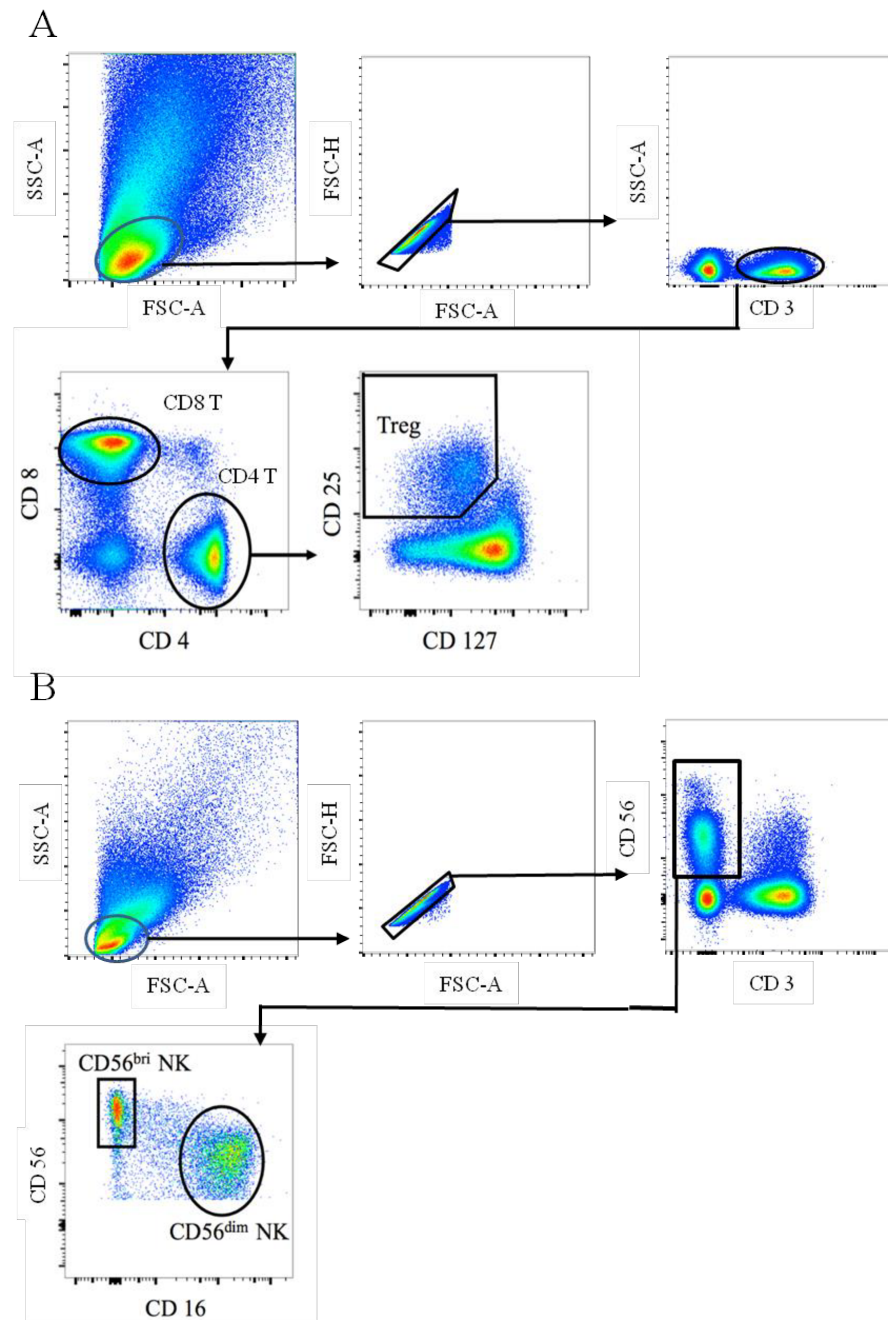 A
SSC-A
FSC-A
FSC-H
FSC-A
SSC-A
CD 3
CD8 T
CD4 T
CD 8
CD 4
Treg
CD 25
CD 127
B
SSC-A
FSC-A
FSC-H
FSC-A
CD 56
CD 3
CD56bri NK
CD56dim NK
CD 56
CD 16